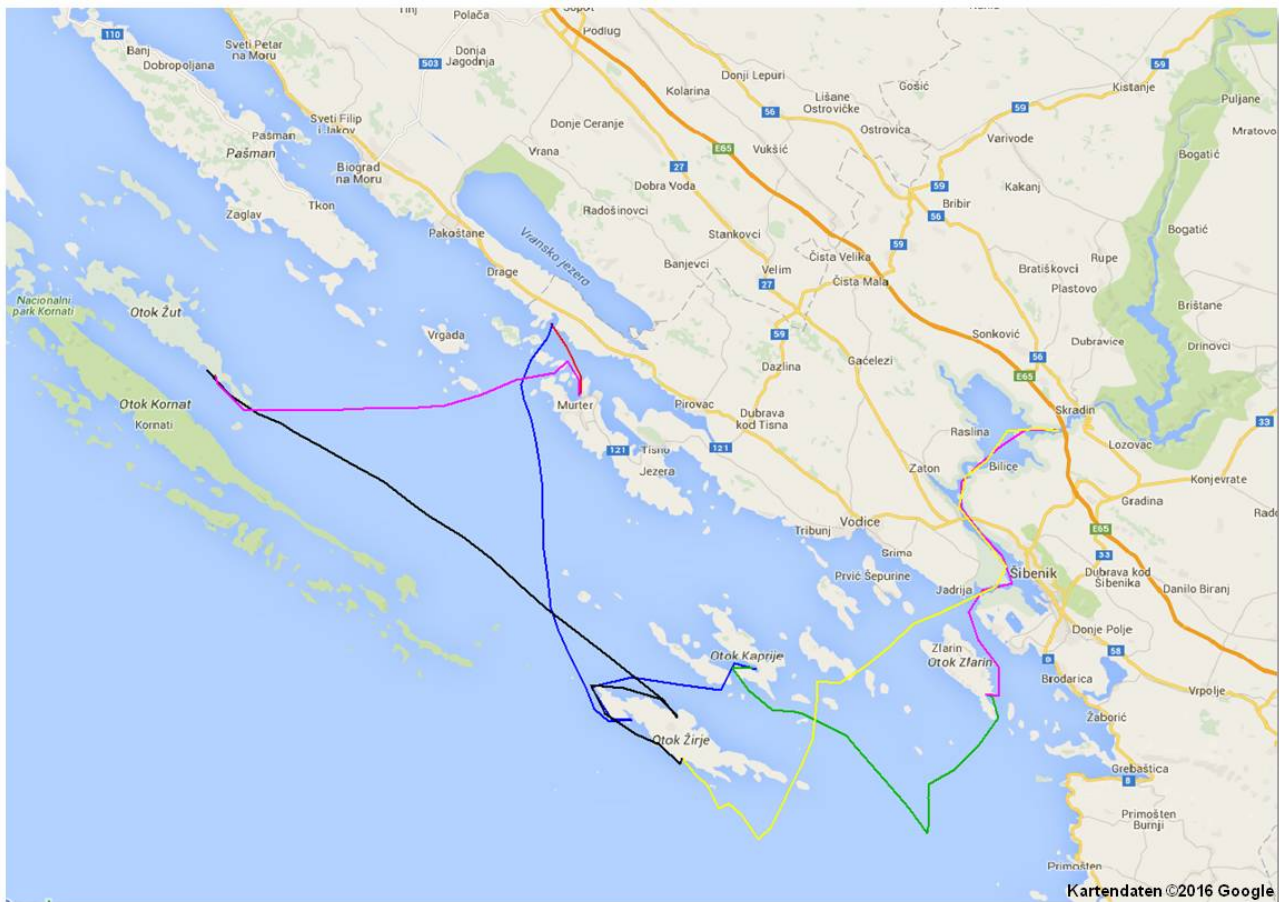 Polača
Podlug
110
Banj
Sveti Petar
na Moru
Donja
Jagodnja
503
Dobropoljana
Kolarina
Donji Lepuri
56
Lišane
Ostrovičke
Gošić
59
Kistanje
Puljane
59
Sveti Filip
i Jakov
Donje Ceranje
Ostrovica
Varivode
Mratovo
Pašman
Pašman
Vrana
E65
Vukšić
Bogatić
Biograd
na Moru
27
Dobra Voda
59
Kakanj
Bribir
Tkon
Zaglav
Radošinovci
56
Pakoštane
Stankovci
Bogatić
Vransko jezero
59
Čista Velika
Rupe
Drage
Banjevci
Velim
Bratiškovci
27
Čista Mala
Plastovo
Nacionalni
park Kornati
Otok Žut
Brištane
Vrgada
59
Sonković
Dubravice
Drinovci
56
Dazlina
Gaćelezi
E65
Otok Kornat
Murter
Pirovac
Dubrava
kod Tisna
Skradin
Kornati
Raslina
33
121
Tisno
121
Lozovac
Jezera
Zaton
Bilice
Konjevrate
Gradina
Vodice
Tribunj
E65
Srima
33
Prvić Šepurine
Šibenik
Dubrava kod
Šibenika
Jadrija
Danilo Biranj
Donje Polje
Zlarin
58
Otok Kaprije
Otok Zlarin
8
Brodarica
Vrpolje
Žaborić
Otok Žirje
Grebaštica
8
Primošten
Burnji
Primošten
Kartendaten ©2016 Google